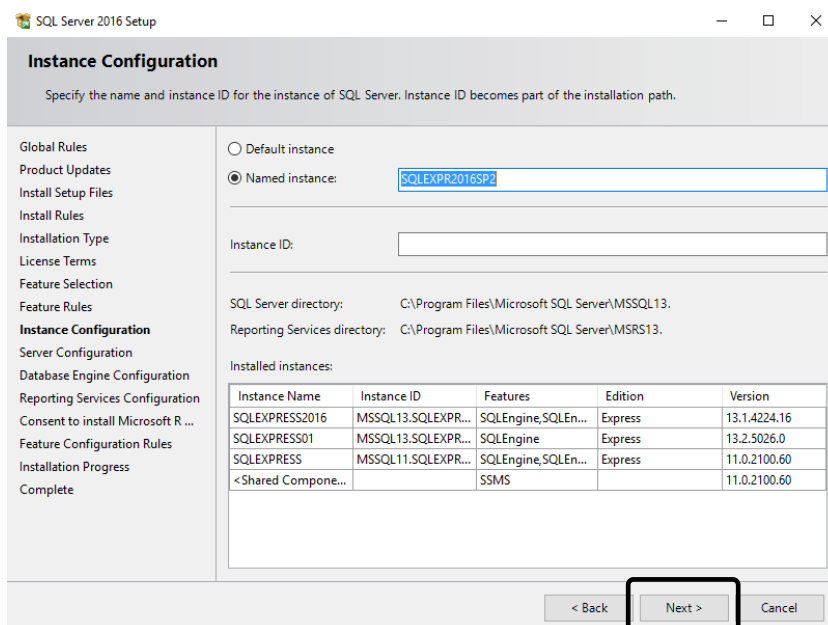 SQL Server 2016 Setup
Instance Configuration
Specify the name and instance ID for the instance of SQL Server. Instance ID becomes part of the installation path.
Global Rules
Product Updates
Install Setup Files
Install Rules
Installation Type
License Terms
Feature Selection
Feature Rules
Instance Configuration
Server Configuration
Database Engine Configuration
Reporting Services Configuration
Consent to install Microsoft R ...
Feature Configuration Rules
Installation Progress
Complete
Default instance
Named instance: SQLEXPR2016SP2
Instance ID:
SQL Server directory: C:\Program Files\Microsoft SQL Server\MSSQL13.
Reporting Services directory: C:\Program Files\Microsoft SQL Server\MSRS13.
Installed instances:
Instance Name Instance ID Features Edition Version
SQLEXPRESS2016 MSSQL13.SQLEXPR... SQLEngine,SQLEn... Express 13.1.4224.16
SQLEXPRESS01 MSSQL13.SQLEXPR... SQLEngine Express 13.2.5026.0
SQLEXPRESS MSSQL11.SQLEXPR... SQLEngine,SQLEn... Express 11.0.2100.60
<Shared Compone... SSMS 11.0.2100.60
< Back Next > Cancel